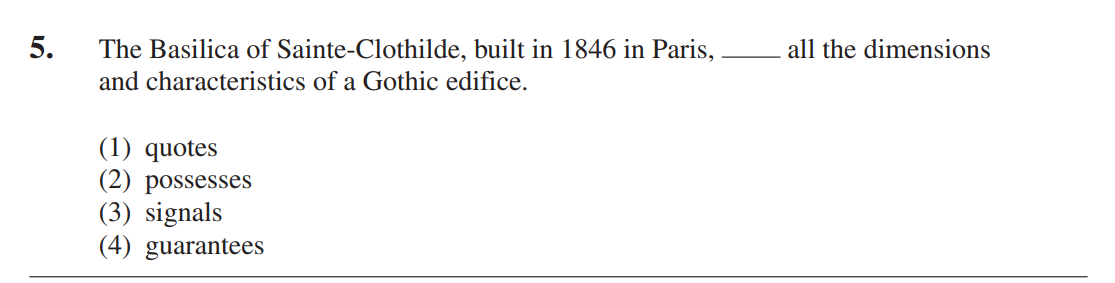 5. The Basilica of Sainte-Clothilde, built in 1846 in Paris, ____ all the dimensions
and characteristics of a Gothic edifice.
(1) quotes
(2) possesses
(3) signals
(4) guarantees